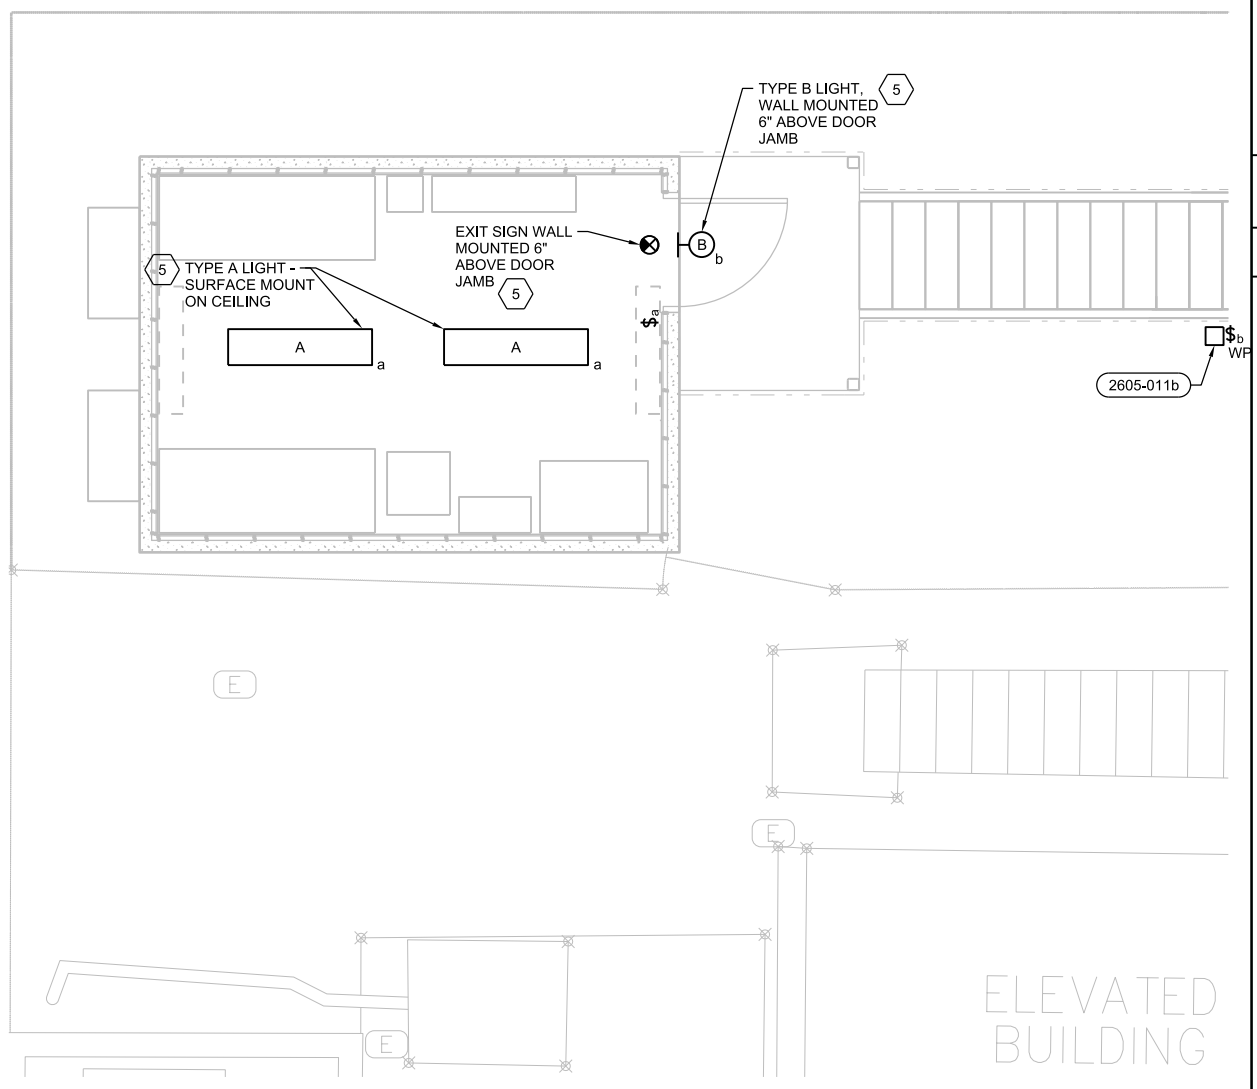 TYPE B LIGHT,
WALL MOUNTED
6" ABOVE DOOR
JAMB
5
EXIT SIGN WALL
MOUNTED 6"
ABOVE DOOR
JAMB
5
B
b
5
TYPE A LIGHT -
SURFACE MOUNT
ON CEILING
$a
A
a
A
a
$b
WP
2605-011b
E
E
E
ELEVATED
BUILDING